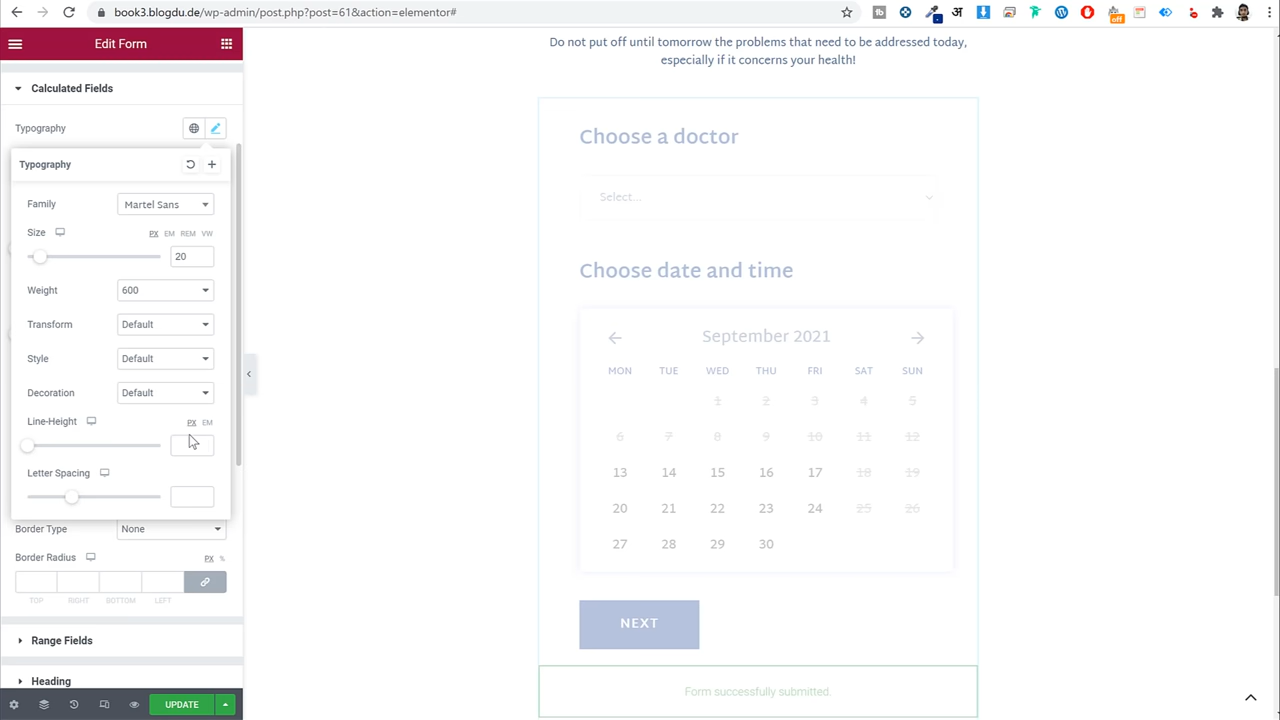 book3.blogdu.de/wp-admin/post.php?post=61&action=elementor#
अ
off
Edit Form
Calculated Fields
Typography
Typography
Family
Martel Sans
Size
PX EM REM VW
20
Weight
600
Transform
Default
Style
Default
Decoration
Default
Line-Height
PX EM
Letter Spacing
Border Type
None
Border Radius
PX %
TOP RIGHT BOTTOM LEFT
Range Fields
Heading
UPDATE
Do not put off until tomorrow the problems that need to be addressed today,
especially if it concerns your health!
Choose a doctor
Select...
Choose date and time
September 2021
MON TUE WED THU FRI SAT SUN
1 2 3 4 5
6 7 8 9 10 11 12
13 14 15 16 17 18 19
20 21 22 23 24 25 26
27 28 29 30
NEXT
Form successfully submitted.